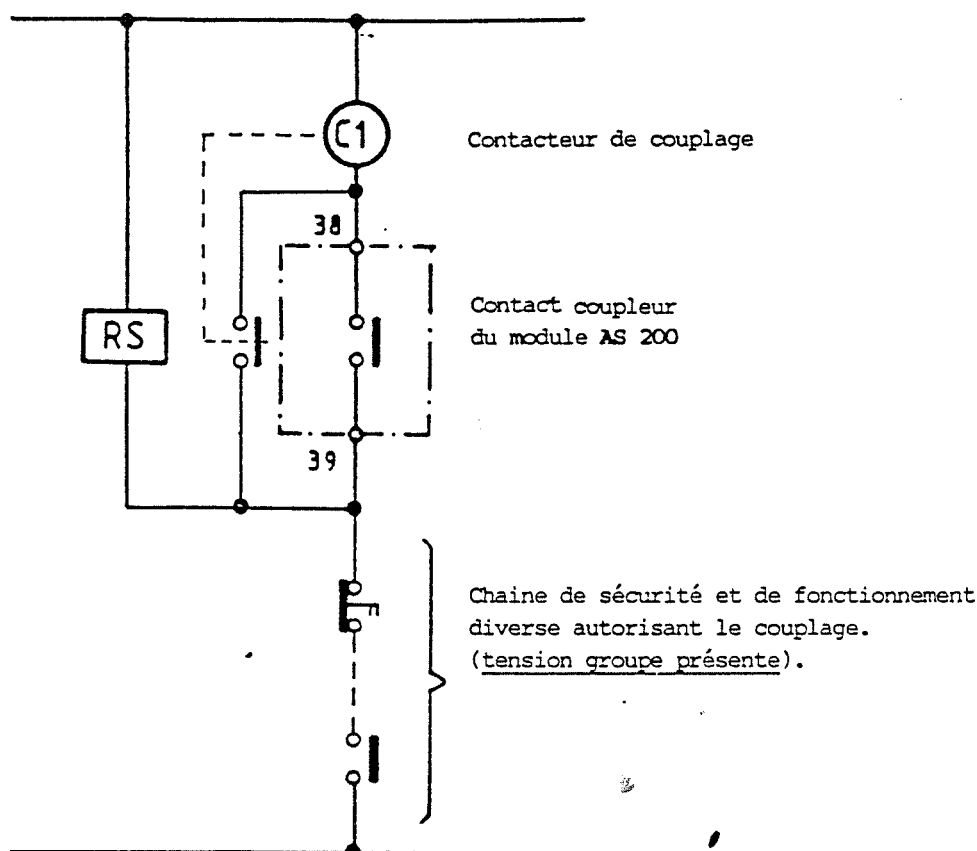 C1
Contacteur de couplage
38
RS
Contact coupleur
du module AS 200
39
Chaine de sécurité et de fonctionnement
diverse autorisant le couplage.
(tension groupe présente).